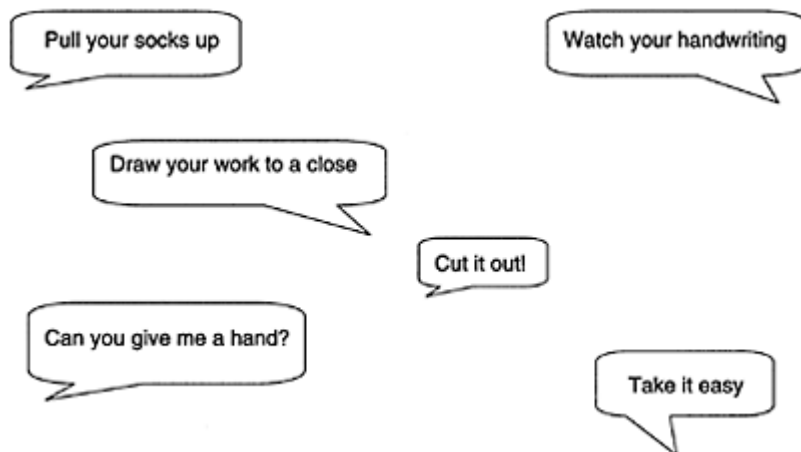 Pull your socks up
Watch your handwriting
Draw your work to a close
Cut it out!
Can you give me a hand?
Take it easy